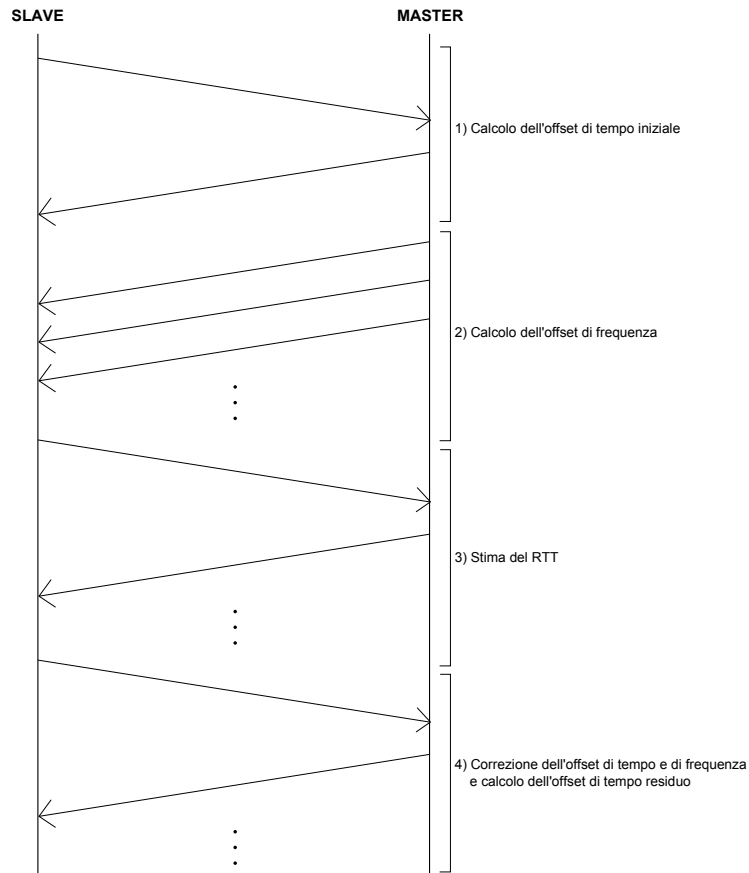 SLAVE MASTER
1) Calcolo dell'offset di tempo iniziale
2) Calcolo dell'offset di frequenza
3) Stima del RTT
4) Correzione dell'offset di tempo e di frequenza
e calcolo dell'offset di tempo residuo